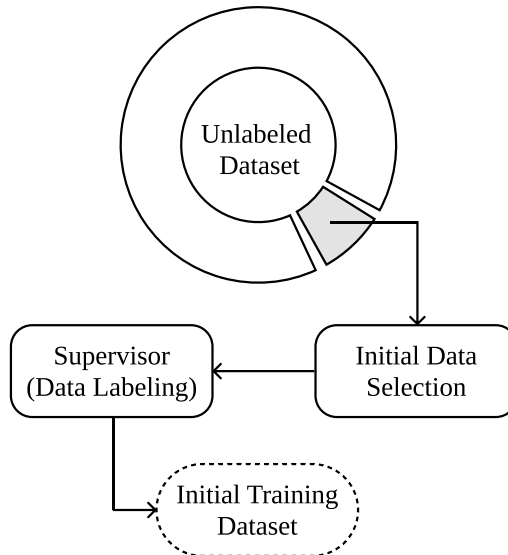 Unlabeled
Dataset
Initial Data
Selection
Supervisor
(Data Labeling)
Initial Training
Dataset